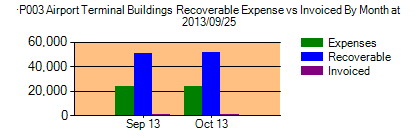 ·P003 Airport Terminal Buildings Recoverable Expense vs Invoiced By Month at
2013/09/25
60,000
40,000
20,000
0
Sep 13 Oct 13
Expenses
Recoverable
Invoiced